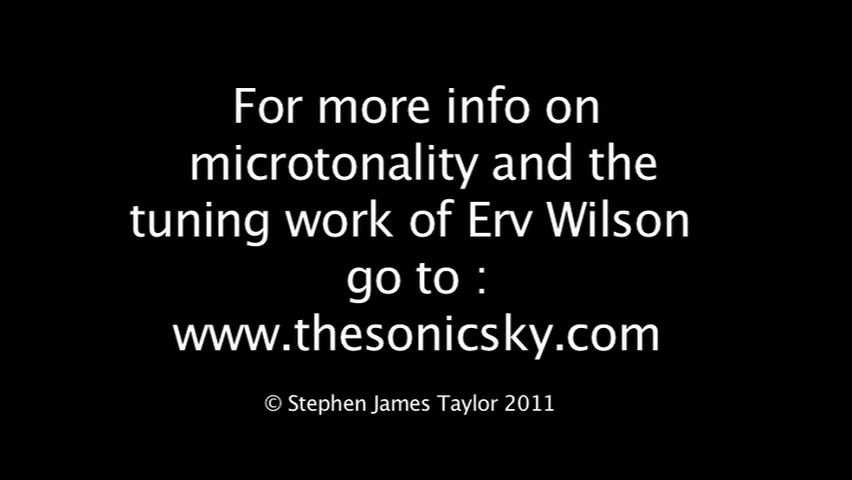 For more info on
microtonality and the
tuning work of Erv Wilson
go to :
www.thesonicsky.com
© Stephen James Taylor 2011